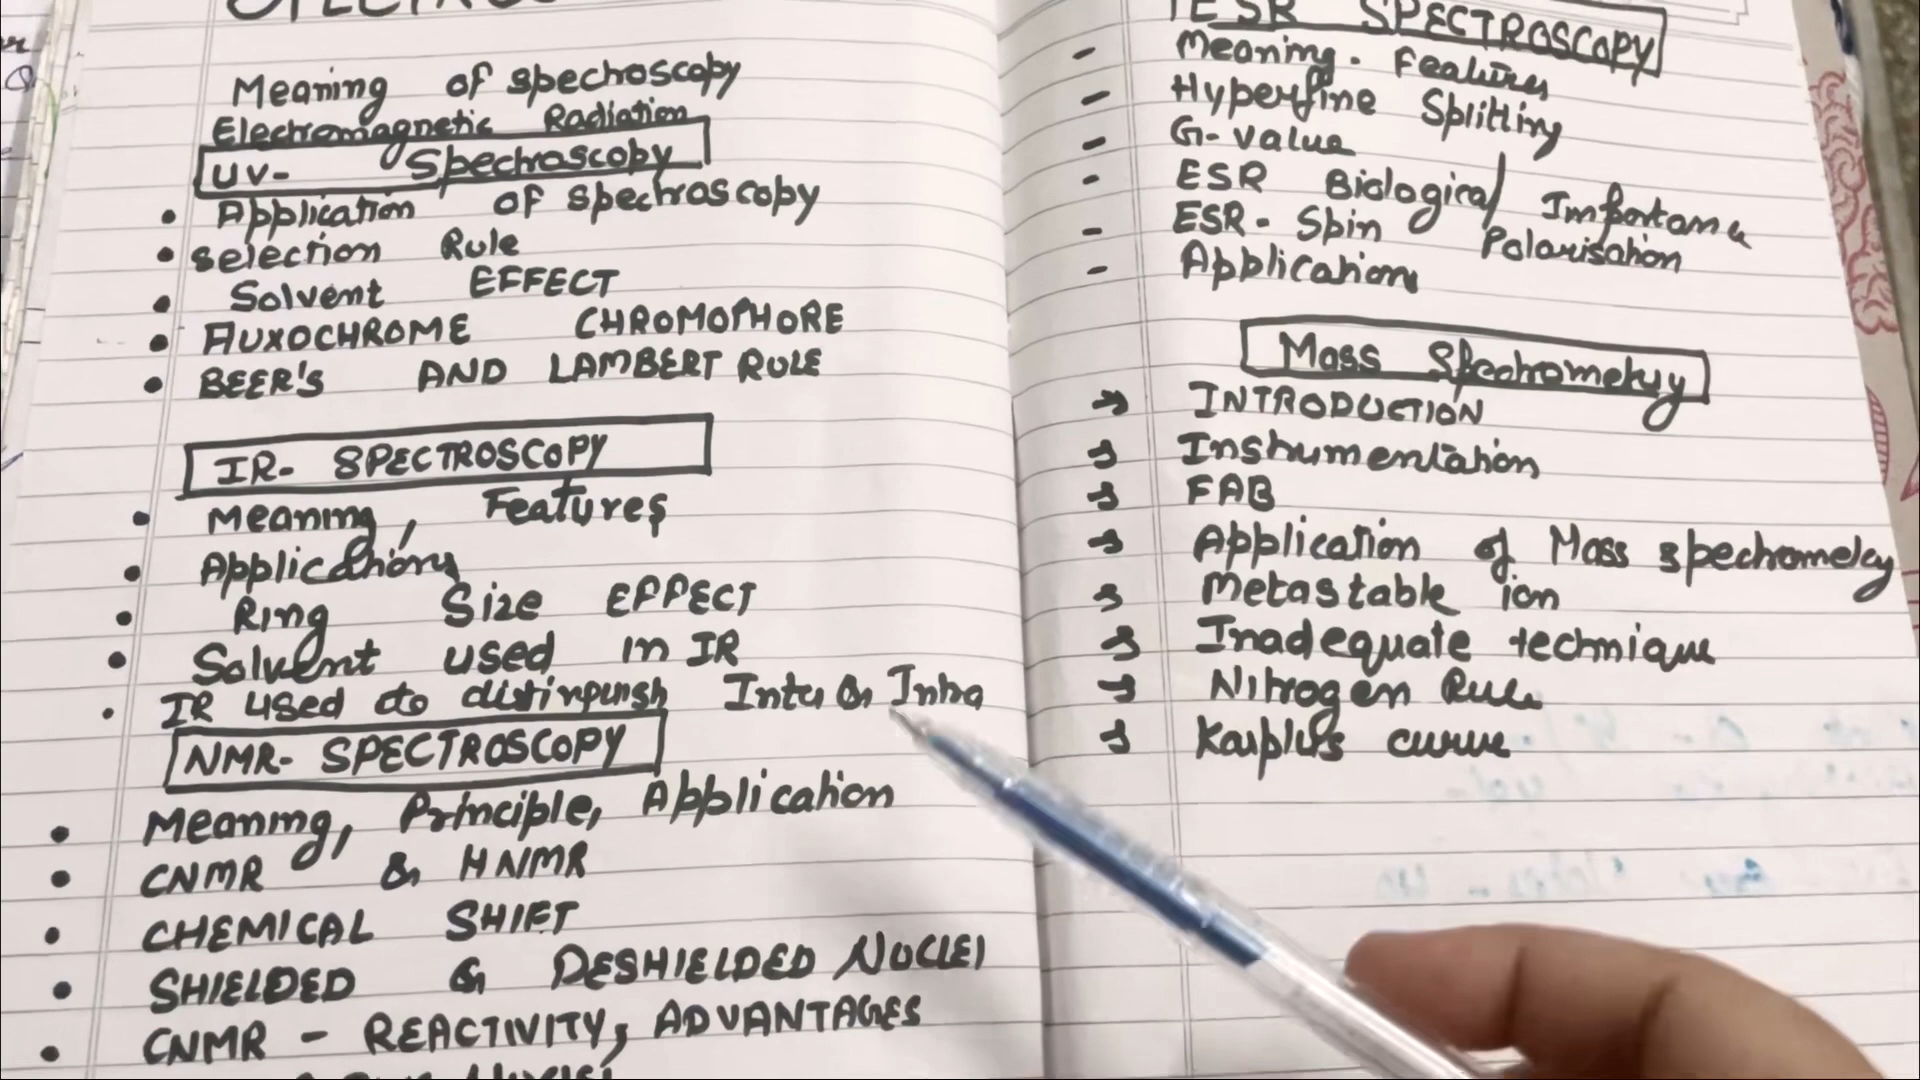 Meaning of spectroscopy
Electromagnetic Radiation
UV- Spectroscopy
• Application of spectroscopy
• selection Rule
• Solvent EFFECT
• AUXOCHROME CHROMOPHORE
• BEER'S AND LAMBERT RULE
IR- SPECTROSCOPY
• Meaning, Features
• Applications
• Ring Size EFFECT
• Solvent used in IR
• IR used to distinguish Inter & Intra
NMR- SPECTROSCOPY
• Meaning, Principle, Application
• CNMR & HNMR
• CHEMICAL SHIFT
• SHIELDED & DESHIELDED NUCLEI
• CNMR - REACTIVITY, ADVANTAGES
ESR SPECTROSCOPY
- Meaning. Features
- Hyperfine Splitting
- G-value
- ESR Biological Importance
- ESR- Spin Polarisation
- Applications
Mass Spectrometry
→ INTRODUCTION
→ Instrumentation
→ FAB
→ Application of Mass spectrometry
→ Metastable ion
→ Inadequate technique
→ Nitrogen Rule
→ Karplus curve